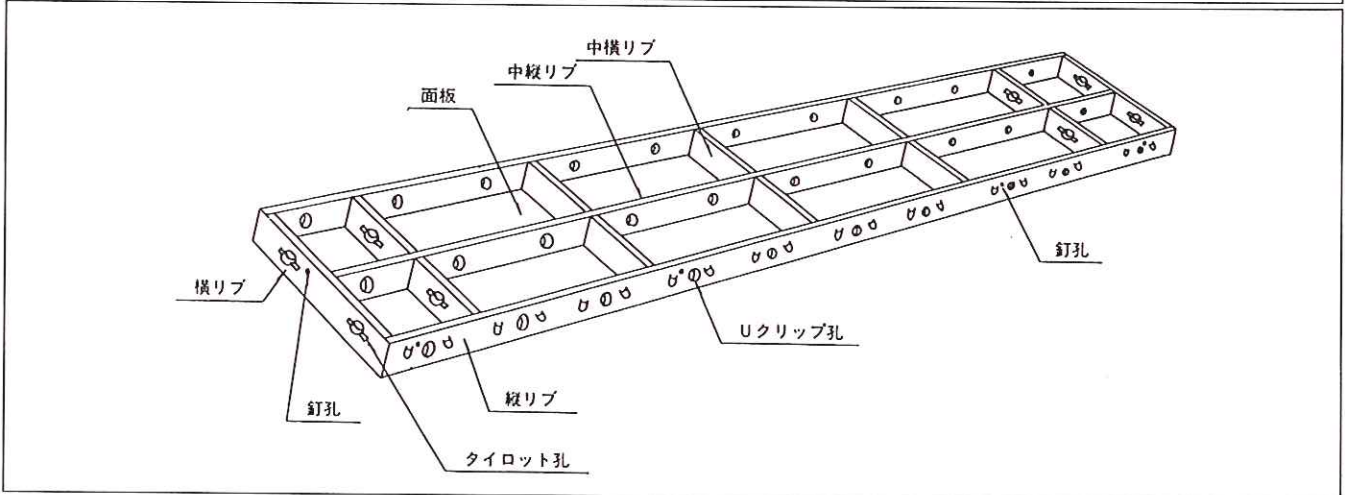 中横リブ
中縦リブ
面板
釘孔
横リブ
Uクリップ孔
縦リブ
釘孔
タイロット孔